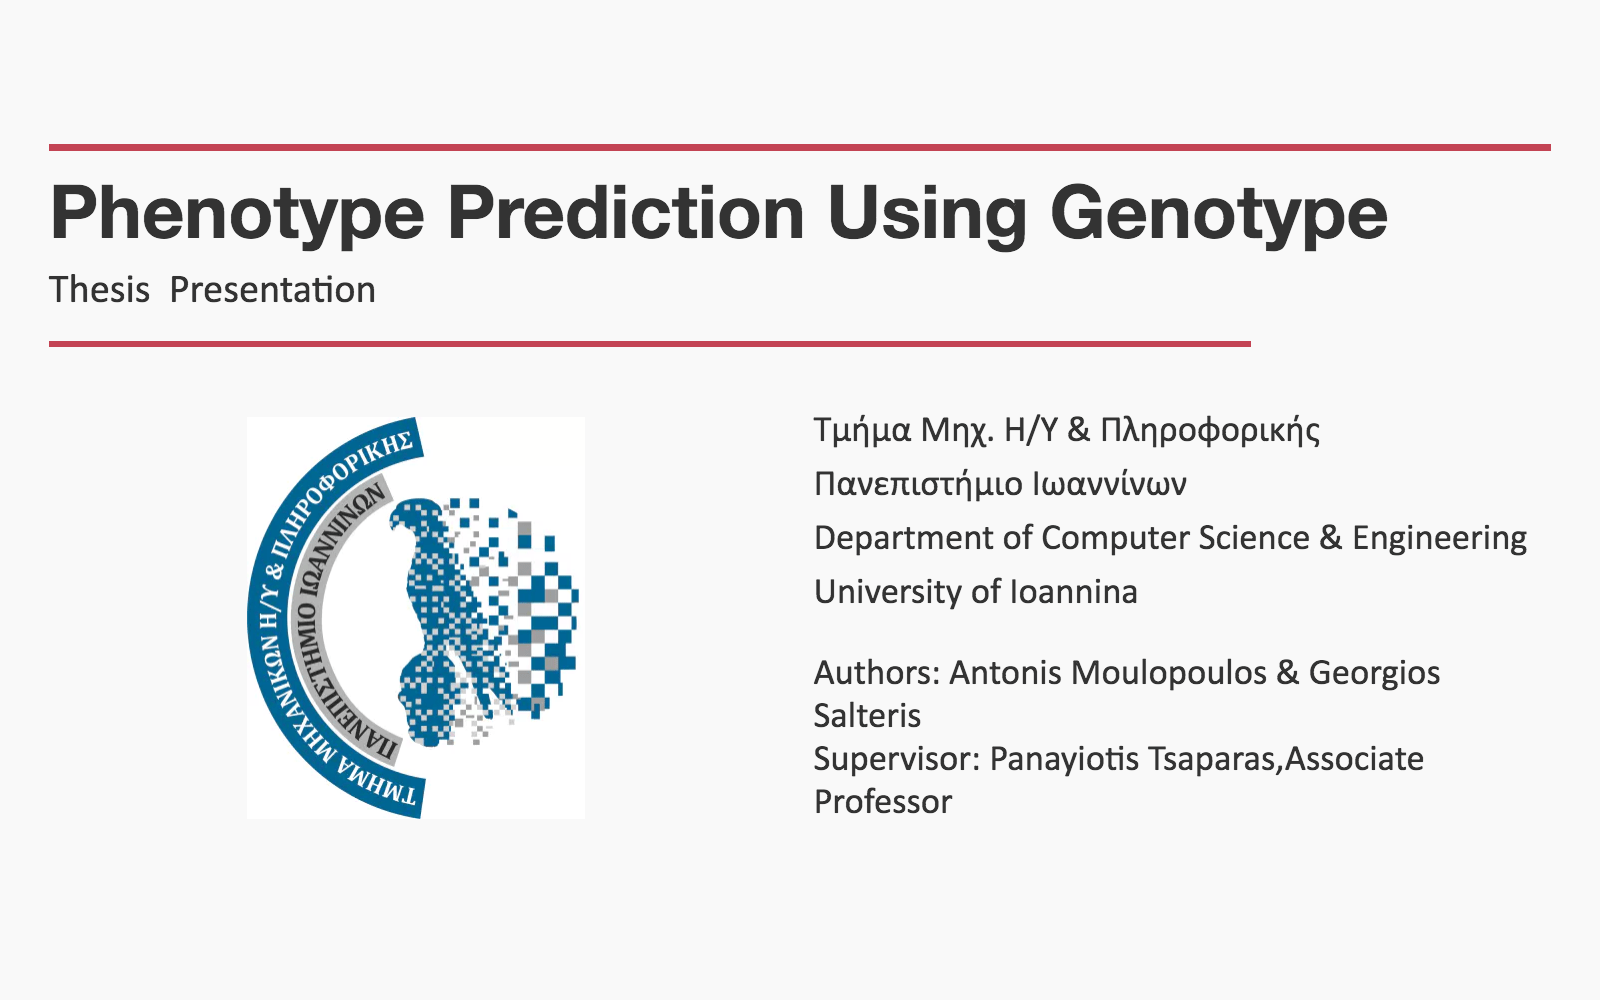 Phenotype Prediction Using Genotype
Thesis Presentation
ΤΜΗΜΑ ΜΗΧΑΝΙΚΩΝ Η/Υ & ΠΛΗΡΟΦΟΡΙΚΗΣ
ΠΑΝΕΠΙΣΤΗΜΙΟ ΙΩΑΝΝΙΝΩΝ
Τμήμα Μηχ. Η/Υ & Πληροφορικής
Πανεπιστήμιο Ιωαννίνων
Department of Computer Science & Engineering
University of Ioannina
Authors: Antonis Moulopoulos & Georgios
Salteris
Supervisor: Panayiotis Tsaparas,Associate
Professor